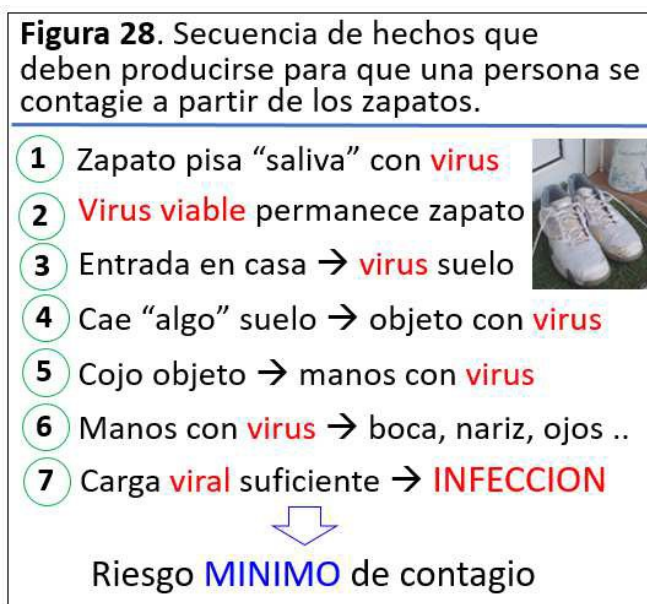 Figura 28. Secuencia de hechos que
deben producirse para que una persona se
contagie a partir de los zapatos.
1 Zapato pisa “saliva” con virus
2 Virus viable permanece zapato
3 Entrada en casa → virus suelo
4 Cae “algo” suelo → objeto con virus
5 Cojo objeto → manos con virus
6 Manos con virus → boca, nariz, ojos ..
7 Carga viral suficiente → INFECCION
Riesgo MINIMO de contagio